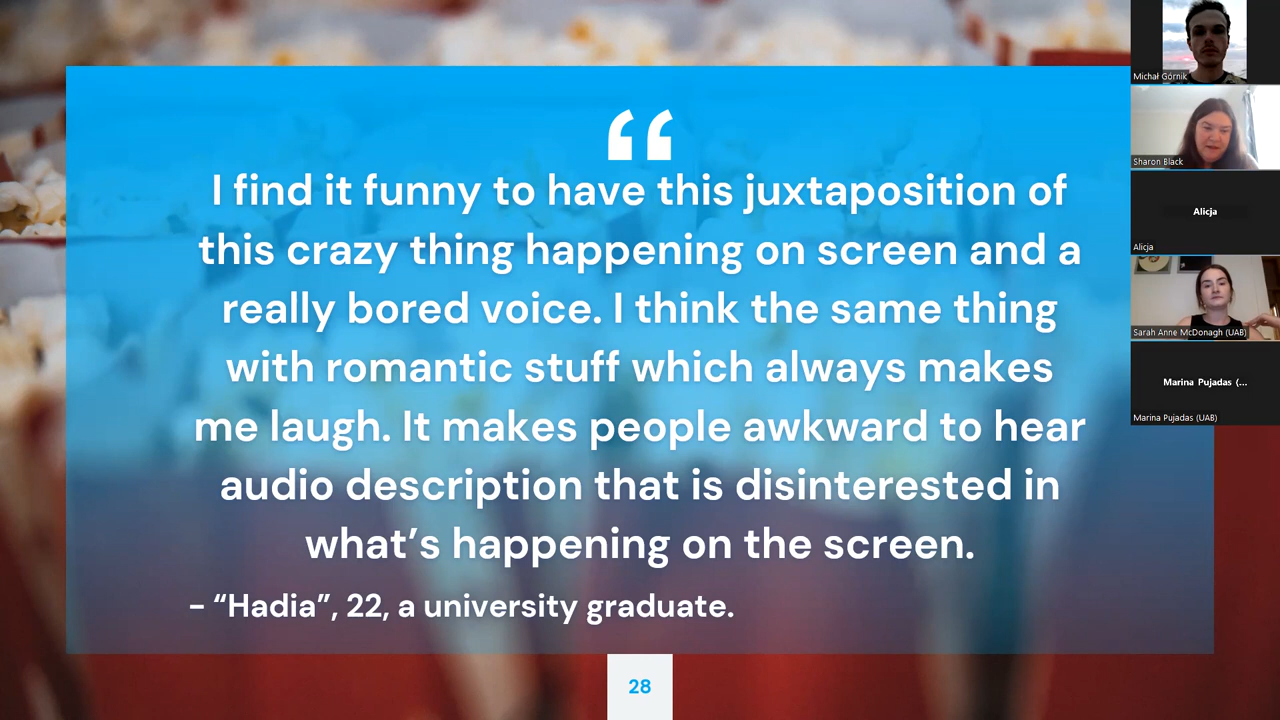 “
I find it funny to have this juxtaposition of
this crazy thing happening on screen and a
really bored voice. I think the same thing
with romantic stuff which always makes
me laugh. It makes people awkward to hear
audio description that is disinterested in
what’s happening on the screen.
– “Hadia”, 22, a university graduate.
28
Michał Górnik
Sharon Black
Alicja
Alicja
Sarah Anne McDonagh (UAB)
Marina Pujadas (...
Marina Pujadas (UAB)